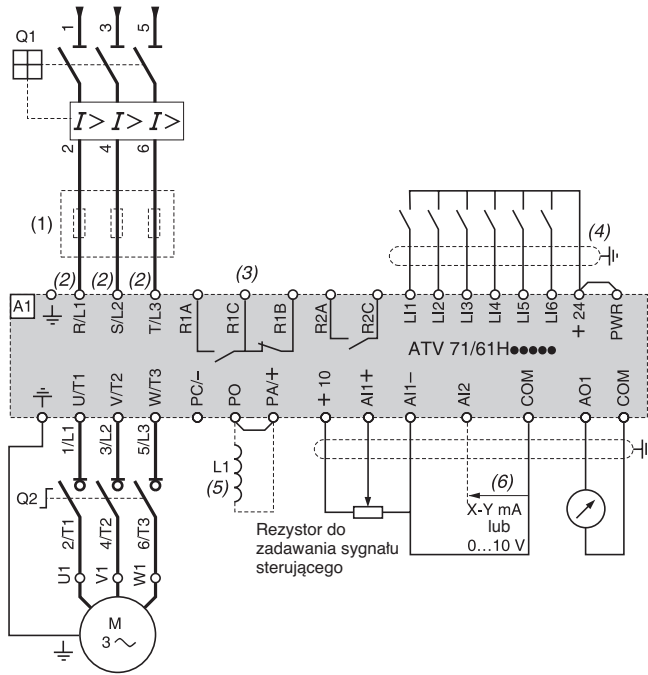 1 3 5
Q1
I> I> I>
2 4 6
(1)
(2) (2) (2) (3) (4)
A1
R/L1 S/L2 T/L3 R1A R1C R1B R2A R2C LI1 LI2 LI3 LI4 LI5 LI6 + 24 PWR
ATV 71/61H●●●●●
U/T1 V/T2 W/T3 PC/- PO PA/+ + 10 AI1+ AI1− AI2 COM AO1 COM
1/L1 3/L2 5/L3
L1
(5)
(6)
Q2
X-Y mA
lub
0...10 V
2/T1 4/T2 6/T3
Rezystor do
zadawania sygnału
sterującego
U1 V1 W1
M
3 ~